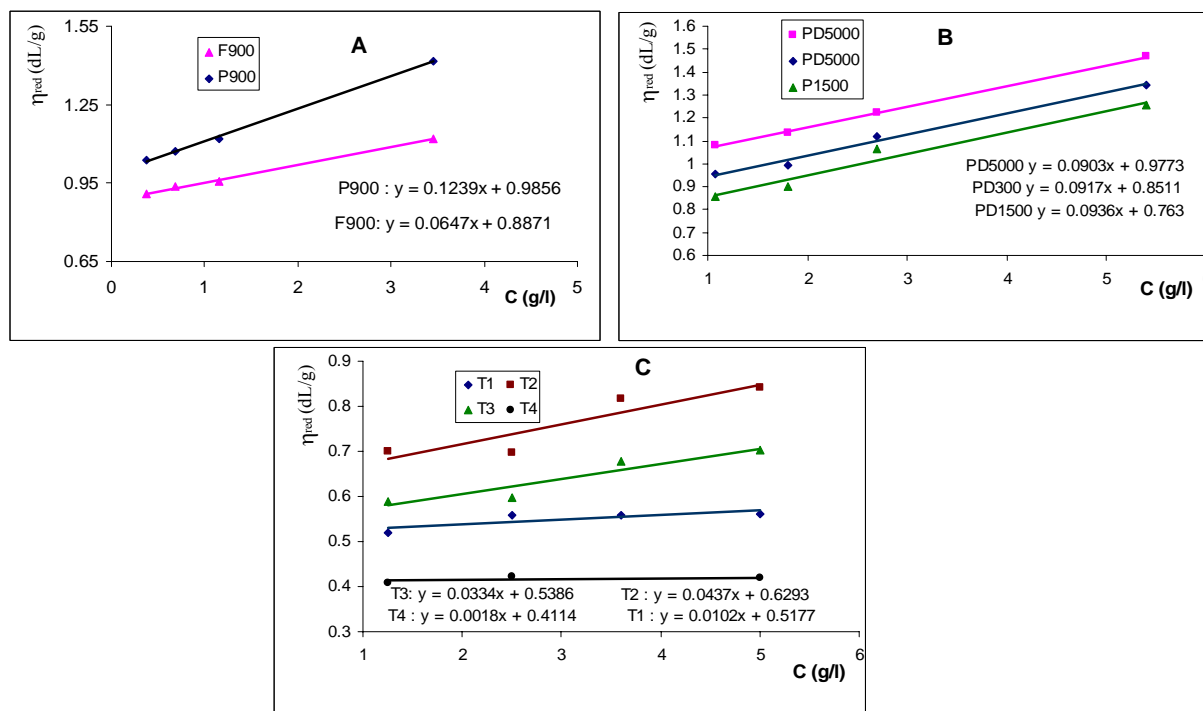 A
F900
P900
ηred (dL/g)
1.55
1.25
0.95
0.65
P900 : y = 0.1239x + 0.9856
F900: y = 0.0647x + 0.8871
0 1 2 3 4 5
C (g/l)
B
PD5000
PD5000
P1500
ηred (dL/g)
1.6
1.5
1.4
1.3
1.2
1.1
1
0.9
0.8
0.7
0.6
PD5000 y = 0.0903x + 0.9773
PD300 y = 0.0917x + 0.8511
PD1500 y = 0.0936x + 0.763
1 2 3 4 5
C (g/l)
C
T1 T2
T3 T4
ηred (dL/g)
0.9
0.8
0.7
0.6
0.5
0.4
0.3
T3: y = 0.0334x + 0.5386 T2: y = 0.0437x + 0.6293
T4 : y = 0.0018x + 0.4114 T1: y = 0.0102x + 0.5177
1 2 3 4 5 6
C (g/l)